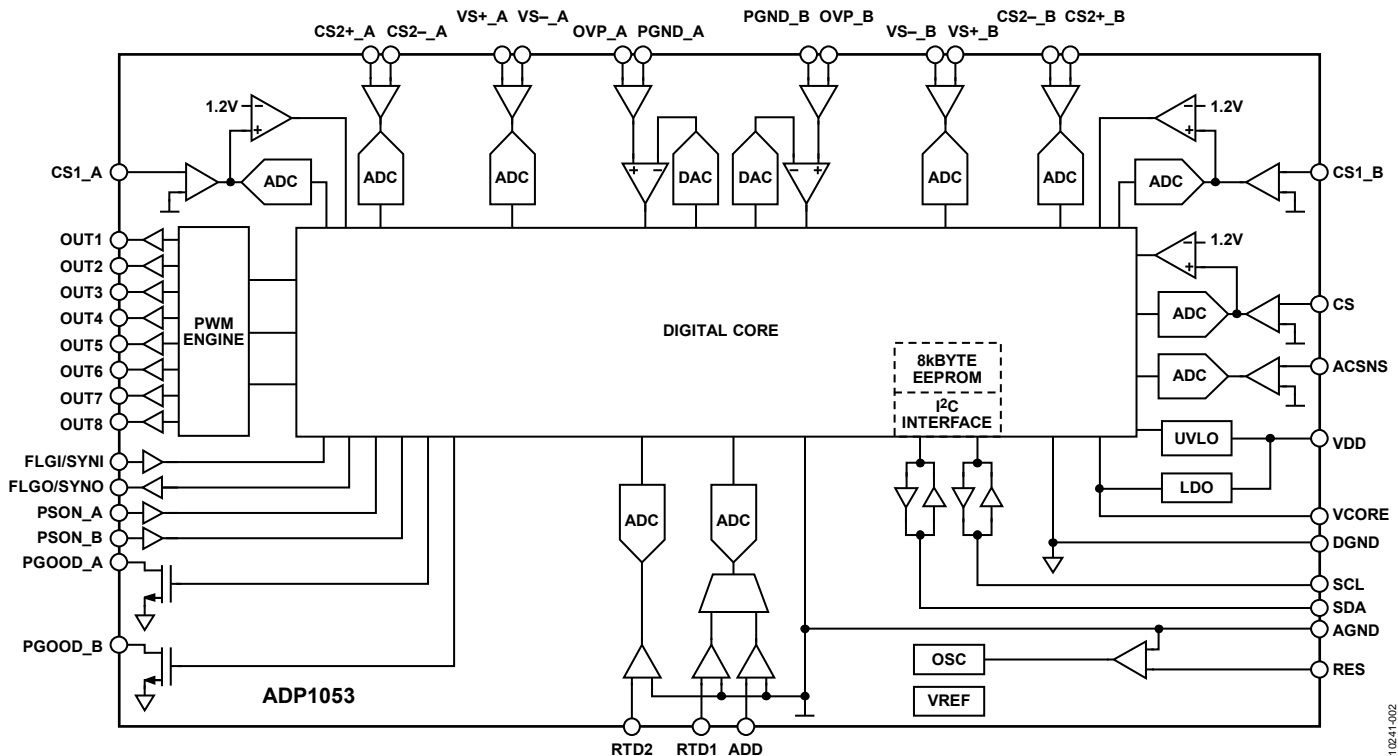 VS+_A VS–_A
PGND_B OVP_B
CS2–_B CS2+_B
CS2+_A CS2–_A
OVP_A PGND_A
VS–_B VS+_B
1.2V
–
+
CS1_A
ADC
ADC
ADC
+ –
DAC
DAC
– +
ADC
ADC
ADC
–
+
1.2V
CS1_B
OUT1
OUT2
OUT3
OUT4
OUT5
OUT6
OUT7
OUT8
PWM
ENGINE
DIGITAL CORE
8kBYTE
EEPROM
I2C
INTERFACE
–
+
1.2V
ADC
CS
ADC
ACSNS
UVLO
VDD
LDO
VCORE
DGND
SCL
SDA
AGND
RES
FLGI/SYNI
FLGO/SYNO
PSON_A
PSON_B
PGOOD_A
PGOOD_B
ADC
ADC
OSC
VREF
ADP1053
RTD2 RTD1 ADD
10241-002